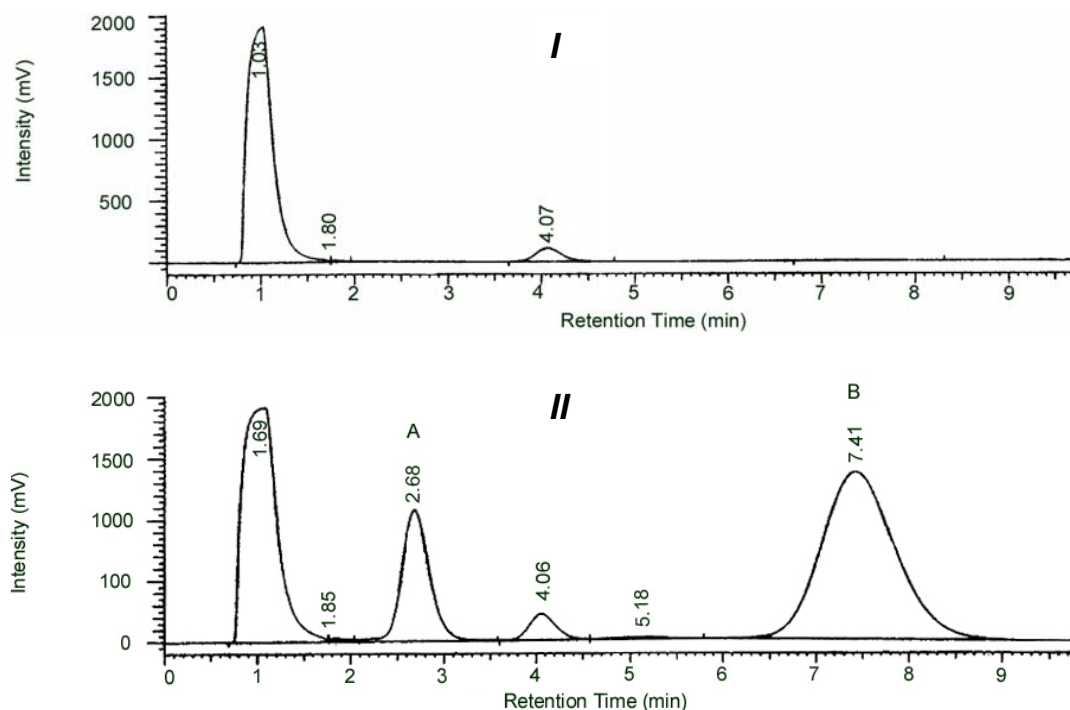 I
2000
1500
1000
500
Intensity (mV)
1.03
1.80
4.07
0 1 2 3 4 5 6 7 8 9
Retention Time (min)
II
2000
1500
1000
100
0
Intensity (mV)
1.69
1.85
A
2.68
4.06
5.18
B
7.41
0 1 2 3 4 5 6 7 8 9
Retention Time (min)